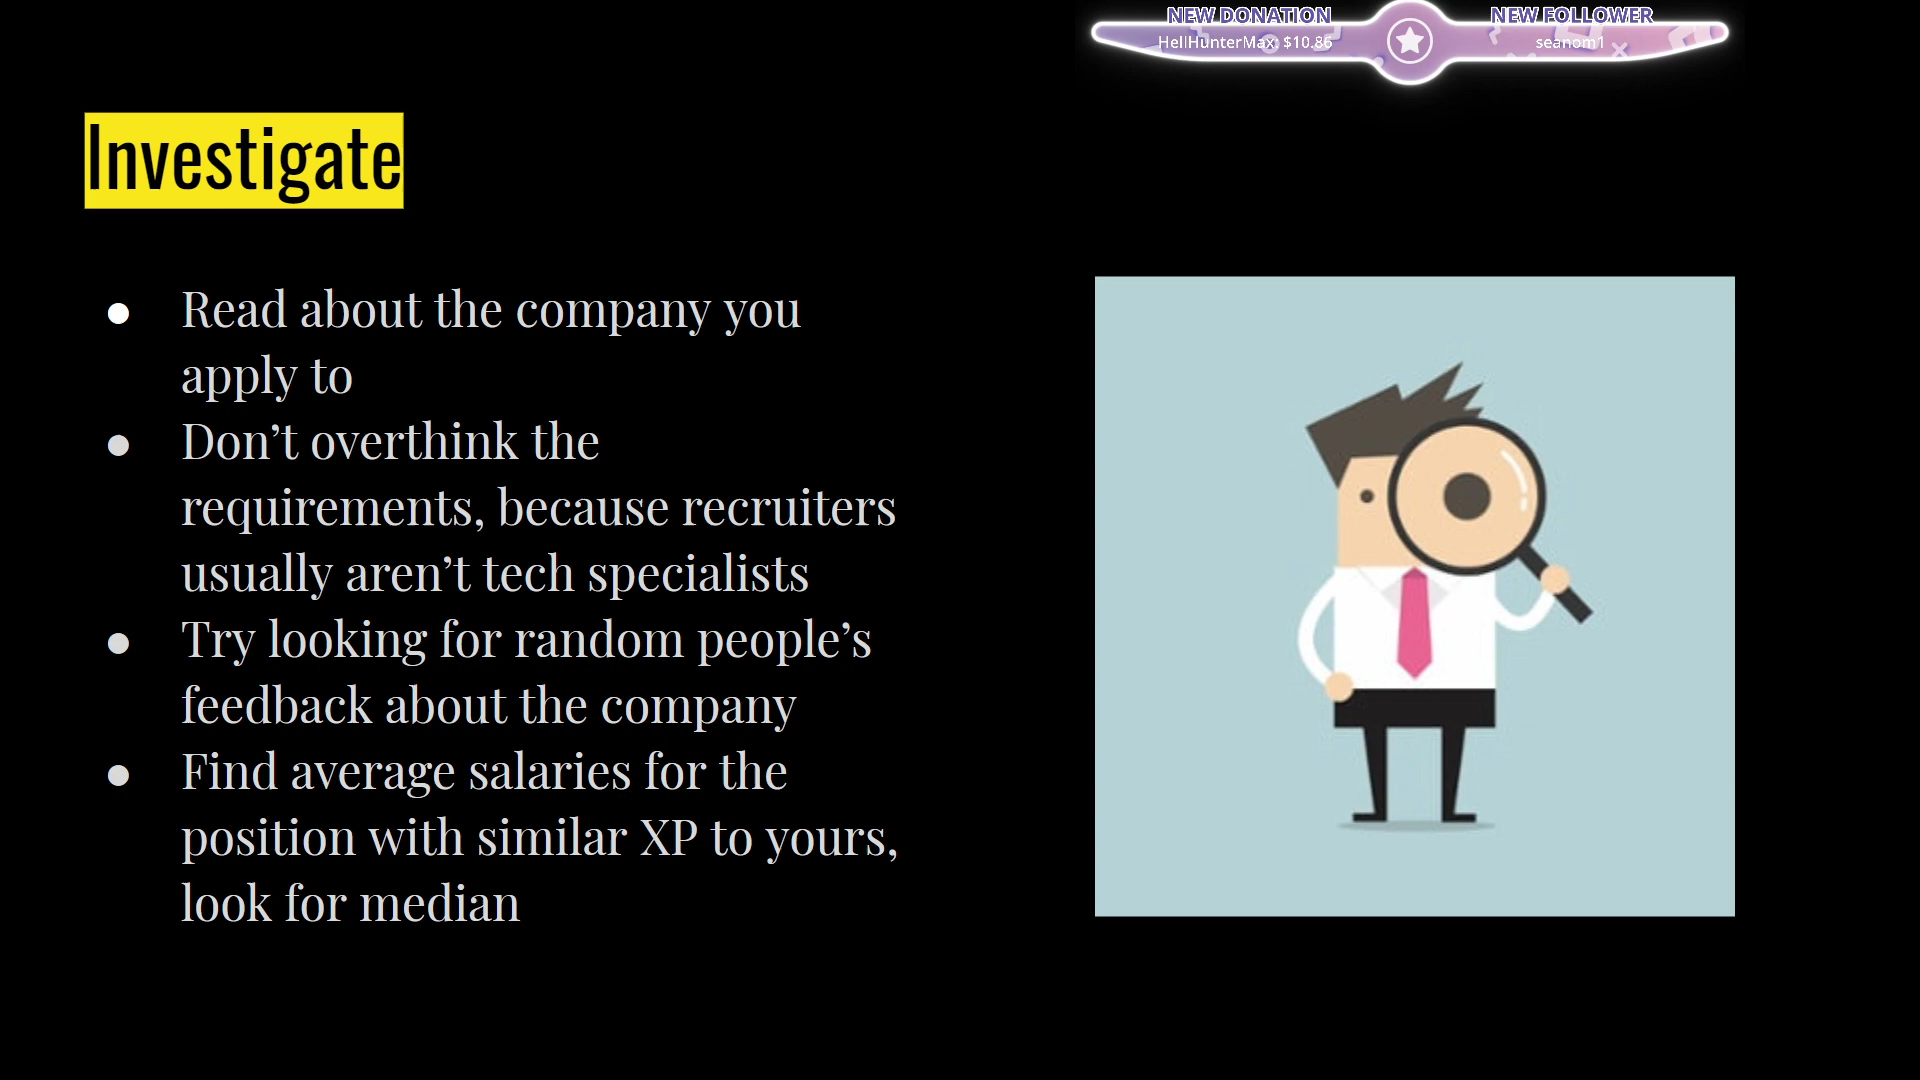 NEW DONATION
HellHunterMax: $10.86
NEW FOLLOWER
seanom1
Investigate
● Read about the company you
apply to
● Don’t overthink the
requirements, because recruiters
usually aren’t tech specialists
● Try looking for random people’s
feedback about the company
● Find average salaries for the
position with similar XP to yours,
look for median